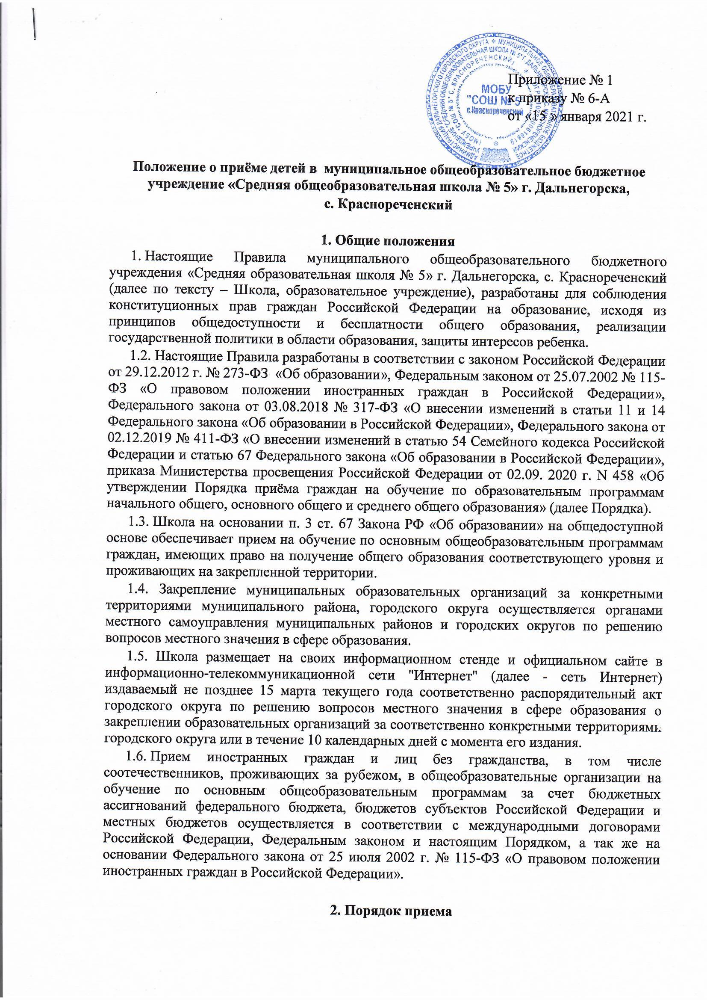 МОБУ
"СОШ № 5"
с.Краснореченский
Приложение № 1
к приказу № 6-А
от «15 » января 2021 г.
Положение о приёме детей в муниципальное общеобразовательное бюджетное
учреждение «Средняя общеобразовательная школа № 5» г. Дальнегорска,
с. Краснореченский
1. Общие положения
1. Настоящие Правила муниципального общеобразовательного бюджетного
учреждения «Средняя образовательная школя № 5» г. Дальнегорска, с. Краснореченский
(далее по тексту – Школа, образовательное учреждение), разработаны для соблюдения
конституционных прав граждан Российской Федерации на образование, исходя из
принципов общедоступности и бесплатности общего образования, реализации
государственной политики в области образования, защиты интересов ребенка.
1.2. Настоящие Правила разработаны в соответствии с законом Российской Федерации
от 29.12.2012 г. № 273-ФЗ «Об образовании», Федеральным законом от 25.07.2002 № 115-
ФЗ «О правовом положении иностранных граждан в Российской Федерации»,
Федерального закона от 03.08.2018 № 317-ФЗ «О внесении изменений в статьи 11 и 14
Федерального закона «Об образовании в Российской Федерации», Федерального закона от
02.12.2019 № 411-ФЗ «О внесении изменений в статью 54 Семейного кодекса Российской
Федерации и статью 67 Федерального закона «Об образовании в Российской Федерации»,
приказа Министерства просвещения Российской Федерации от 02.09. 2020 г. N 458 «Об
утверждении Порядка приёма граждан на обучение по образовательным программам
начального общего, основного общего и среднего общего образования» (далее Порядка).
1.3. Школа на основании п. 3 ст. 67 Закона РФ «Об образовании» на общедоступной
основе обеспечивает прием на обучение по основным общеобразовательным программам
граждан, имеющих право на получение общего образования соответствующего уровня и
проживающих на закрепленной территории.
1.4. Закрепление муниципальных образовательных организаций за конкретными
территориями муниципального района, городского округа осуществляется органами
местного самоуправления муниципальных районов и городских округов по решению
вопросов местного значения в сфере образования.
1.5. Школа размещает на своих информационном стенде и официальном сайте в
информационно-телекоммуникационной сети "Интернет" (далее - сеть Интернет)
издаваемый не позднее 15 марта текущего года соответственно распорядительный акт
городского округа по решению вопросов местного значения в сфере образования о
закреплении образовательных организаций за соответственно конкретными территориями
городского округа или в течение 10 календарных дней с момента его издания.
1.6. Прием иностранных граждан и лиц без гражданства, в том числе
соотечественников, проживающих за рубежом, в общеобразовательные организации на
обучение по основным общеобразовательным программам за счет бюджетных
ассигнований федерального бюджета, бюджетов субъектов Российской Федерации и
местных бюджетов осуществляется в соответствии с международными договорами
Российской Федерации, Федеральным законом и настоящим Порядком, а так же на
основании Федерального закона от 25 июля 2002 г. № 115-ФЗ «О правовом положении
иностранных граждан в Российской Федерации».
2. Порядок приема